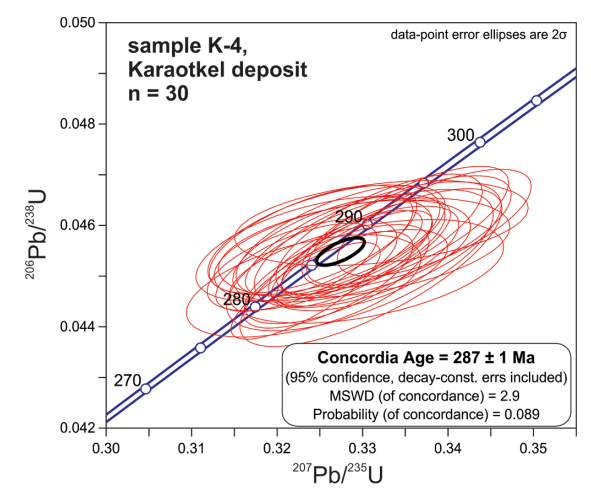 0.050
sample K-4,
Karaotkel deposit
n = 30
data-point error ellipses are 2σ
0.048
300
0.046
290
280
0.044
270
0.042
206Pb/238U
Concordia Age = 287 ± 1 Ma
(95% confidence, decay-const. errs included)
MSWD (of concordance) = 2.9
Probability (of concordance) = 0.089
0.30 0.31 0.32 0.33 0.34 0.35
207Pb/235U